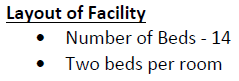 Layout of Facility
• Number of Beds - 14
• Two beds per room